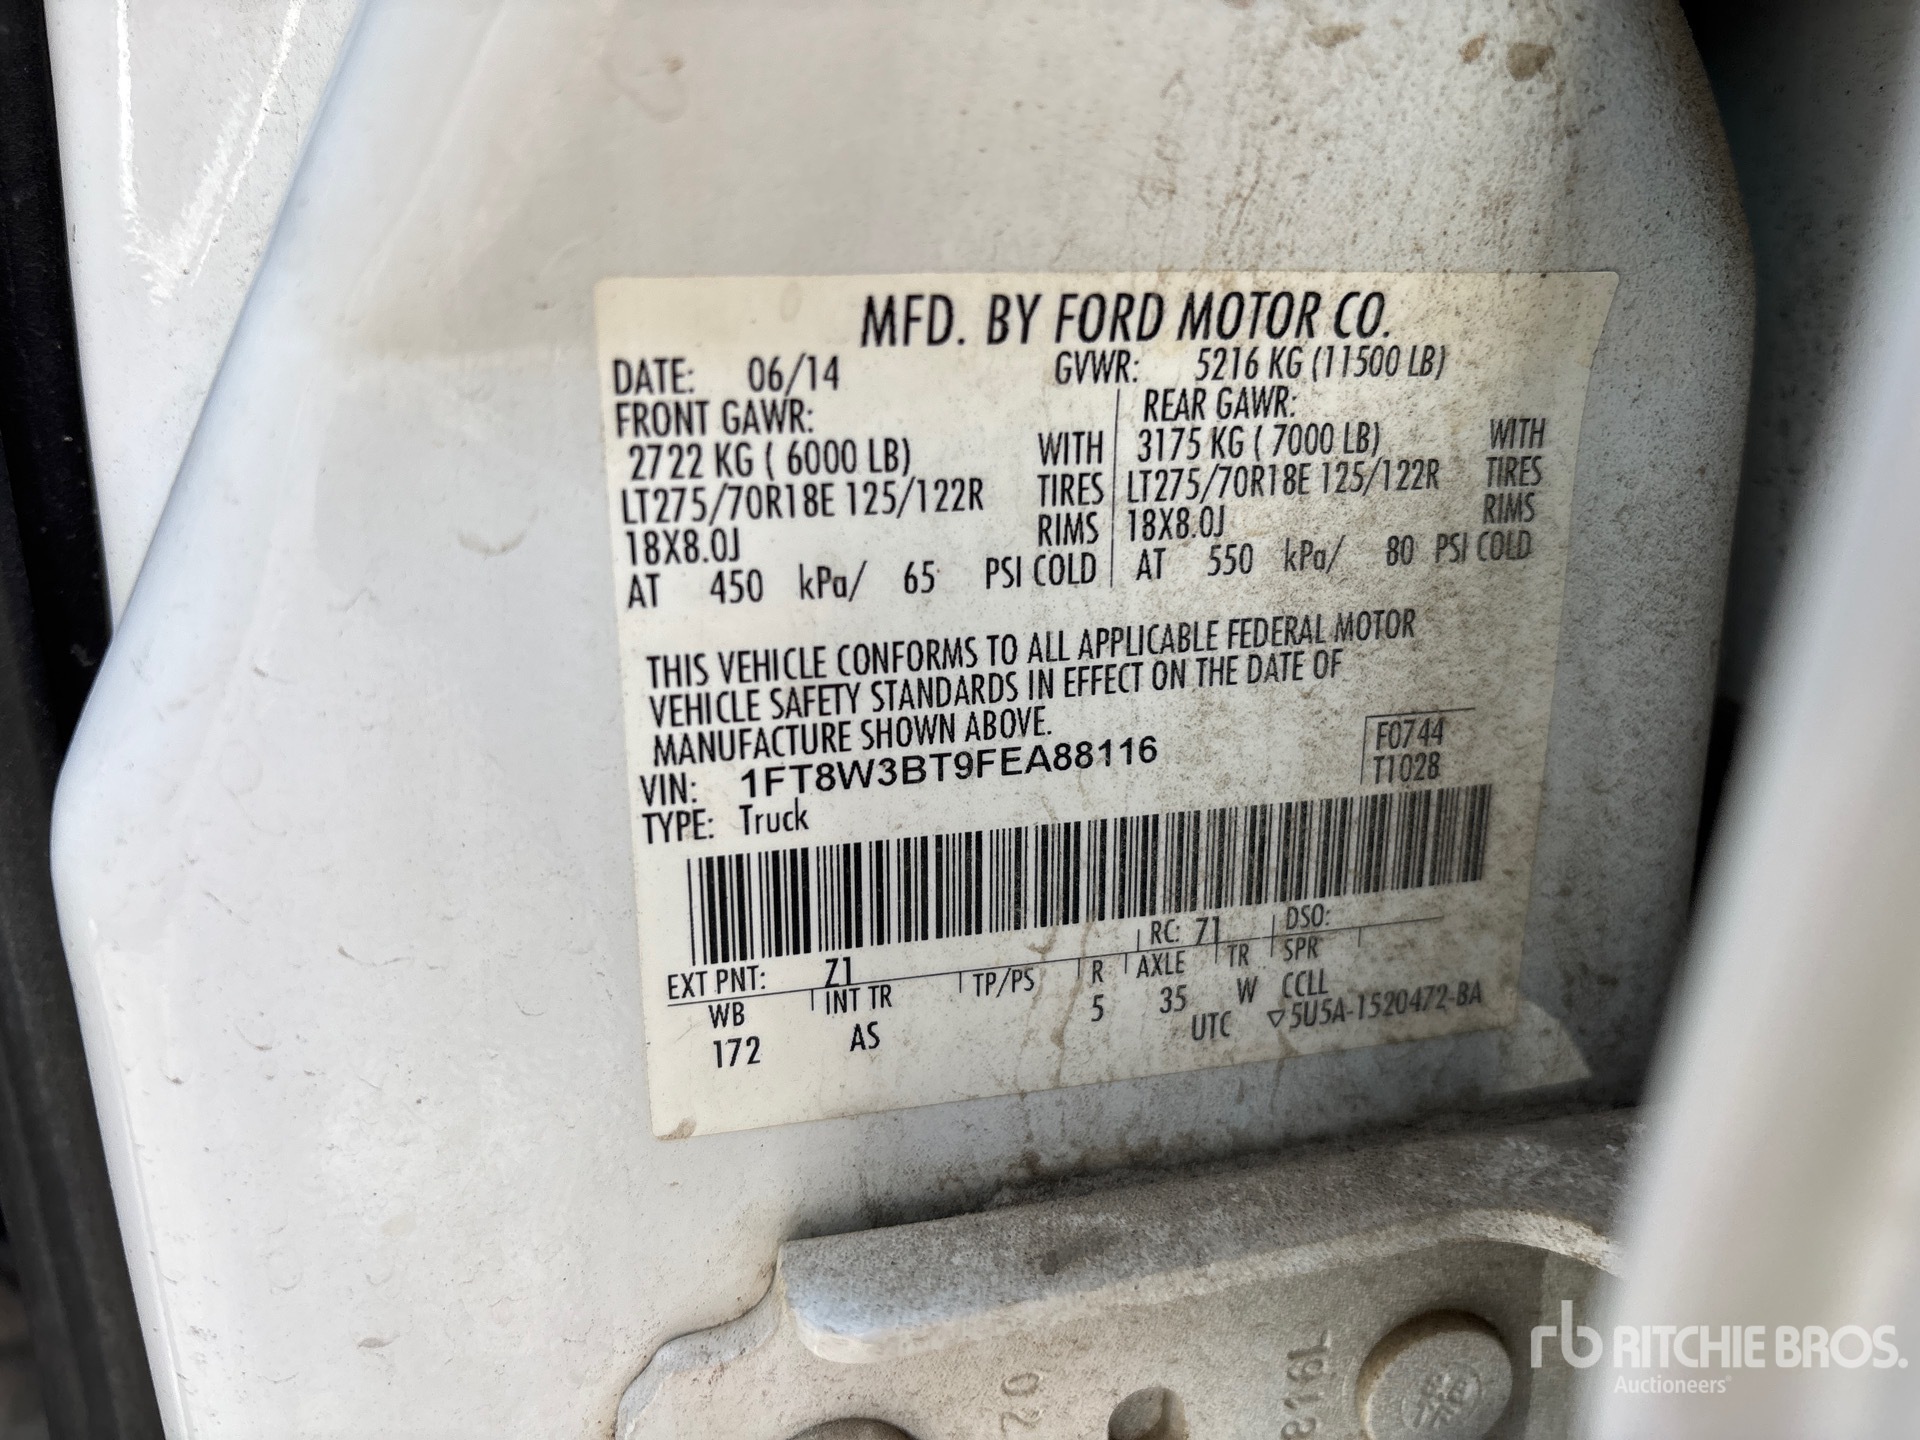 MFD. BY FORD MOTOR CO.
DATE: 06/14 GVWR: 5216 KG (11500 LB)
FRONT GAWR: REAR GAWR:
2722 KG ( 6000 LB) WITH 3175 KG ( 7000 LB) WITH
LT275/70R18E 125/122R TIRES LT275/70R18E 125/122R TIRES
18X8.0J RIMS 18X8.0J RIMS
AT 450 kPa/ 65 PSI COLD AT 550 kPa/ 80 PSI COLD
THIS VEHICLE CONFORMS TO ALL APPLICABLE FEDERAL MOTOR
VEHICLE SAFETY STANDARDS IN EFFECT ON THE DATE OF
MANUFACTURE SHOWN ABOVE.
F0744
VIN: 1FT8W3BT9FEA88116
T1028
TYPE: Truck
EXT PNT: Z1 RC: 71 DSO:
WB INT TR TP/PS R AXLE TR SPR
172 AS 5 35 W CCLL
UTC ▽5U5A-1520472-BA
20
8161
rb RITCHIE BROS.
Auctioneers